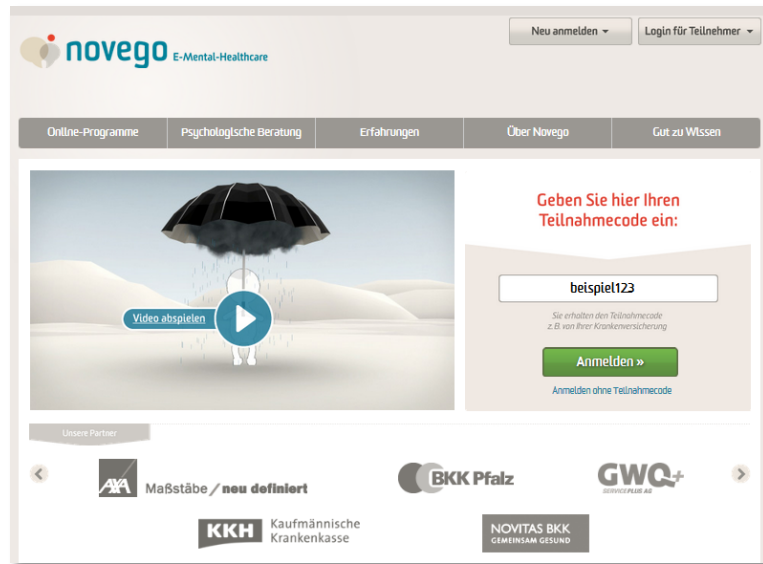 Neu anmelden
Login für Teilnehmer
novego E-Mental-Healthcare
Online-Programme
Psychologische Beratung
Erfahrungen
Über Novego
Gut zu Wissen
Geben Sie hier Ihren
Teilnahmecode ein:
beispiel123
Sie erhalten den Teilnahmecode
z.B. von Ihrer Krankenversicherung
Video abspielen
Anmelden »
Anmelden ohne Teilnahmecode
Unsere Partner
AXA Maßstäbe / neu definiert
BKK Pfalz
GWQ+
SERVICEPLUS AG
KKH Kaufmännische
Krankenkasse
NOVITAS BKK
GEMEINSAM GESUND